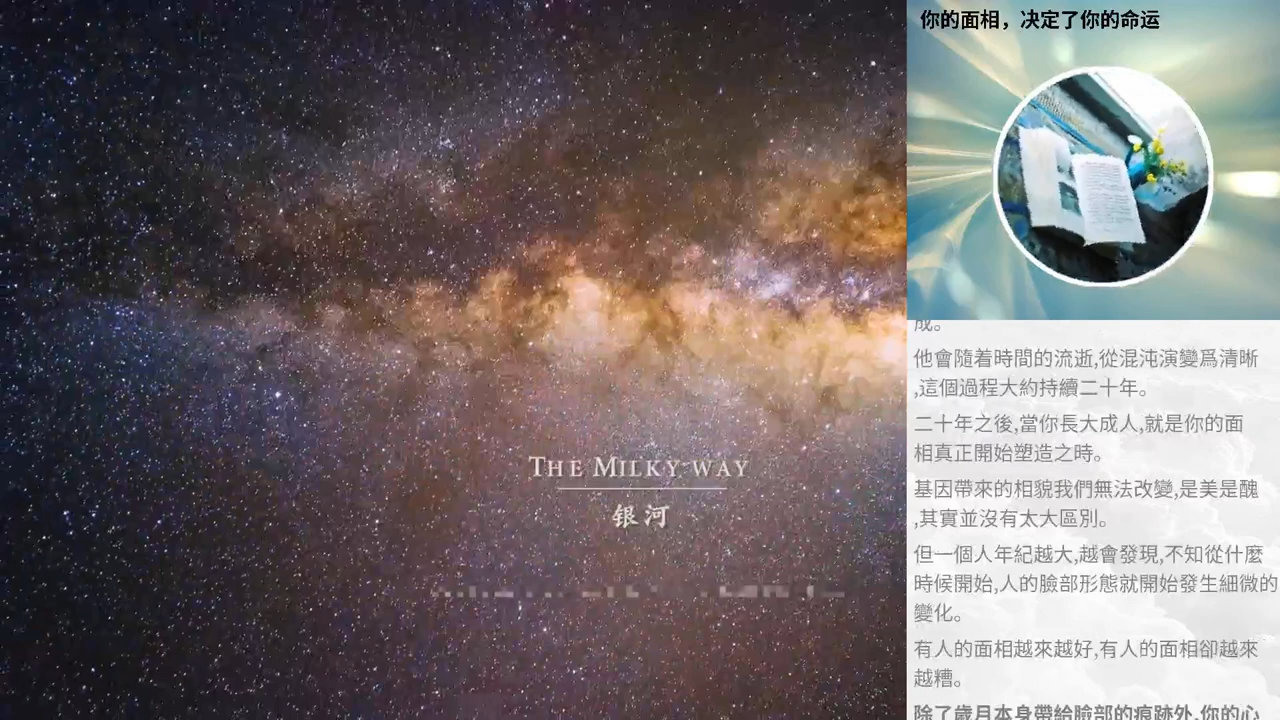 THE MILKY WAY
银河
你的面相，决定了你的命运
成。
他會隨着時間的流逝,從混沌演變爲清晰
,這個過程大約持續二十年。
二十年之後,當你長大成人,就是你的面
相真正開始塑造之時。
基因帶來的相貌我們無法改變,是美是醜
,其實並沒有太大區別。
但一個人年紀越大,越會發現,不知從什麽
時候開始,人的臉部形態就開始發生細微的
變化。
有人的面相越來越好,有人的面相卻越來
越糟。
除了歲月本身帶給臉部的痕跡外,你的心